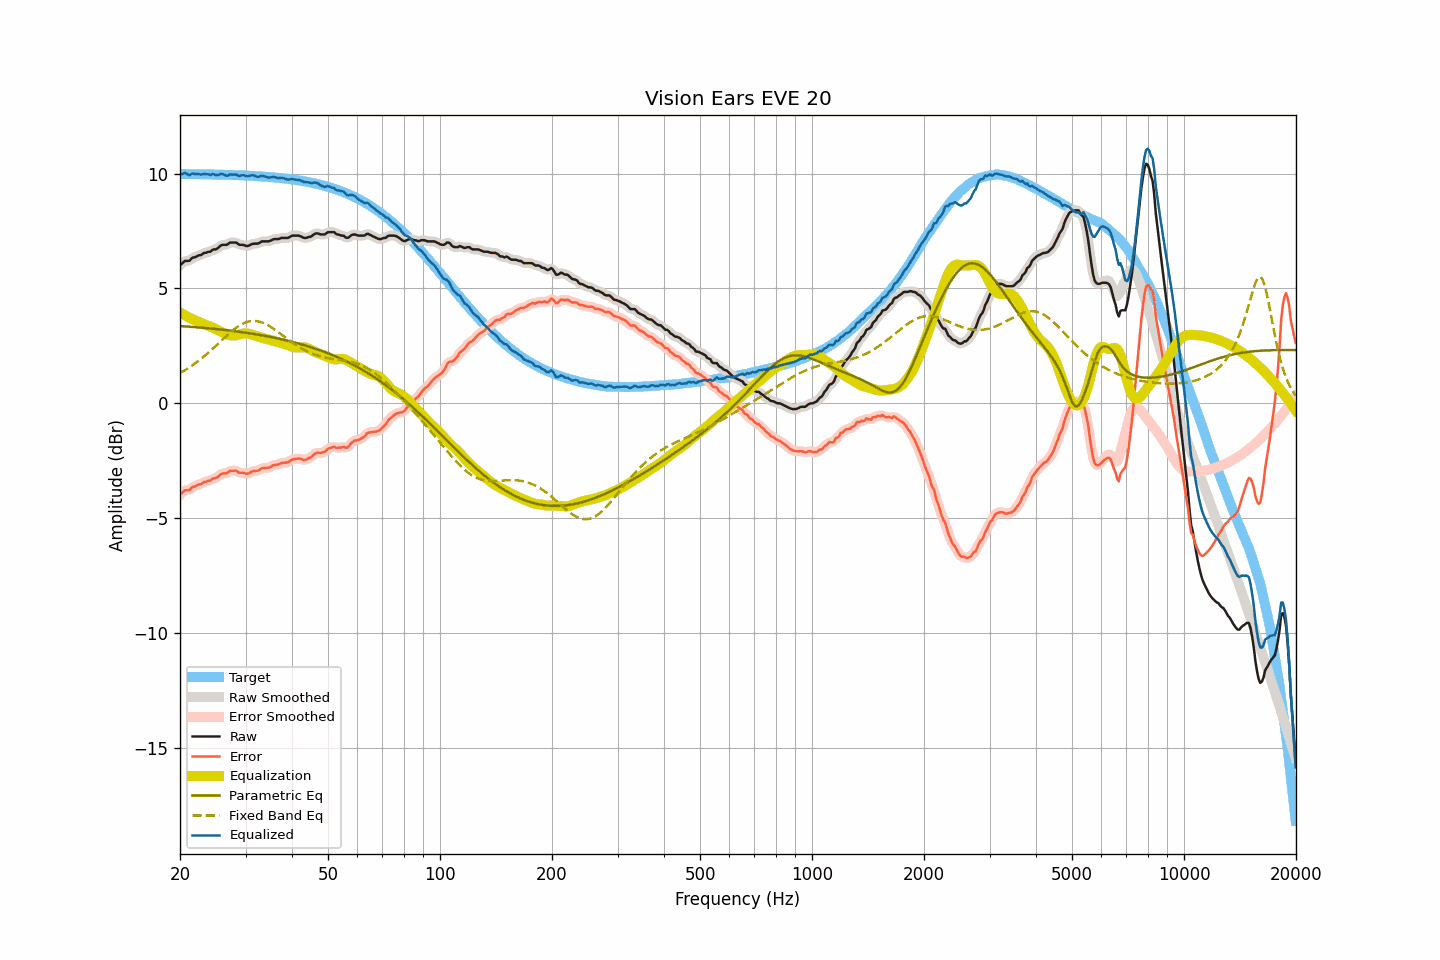 Vision Ears EVE 20
10
5
0
−5
−10
−15
Amplitude (dBr)
Target
Raw Smoothed
Error Smoothed
Raw
Error
Equalization
Parametric Eq
Fixed Band Eq
Equalized
20 50 100 200 500 1000 2000 5000 10000 20000
Frequency (Hz)